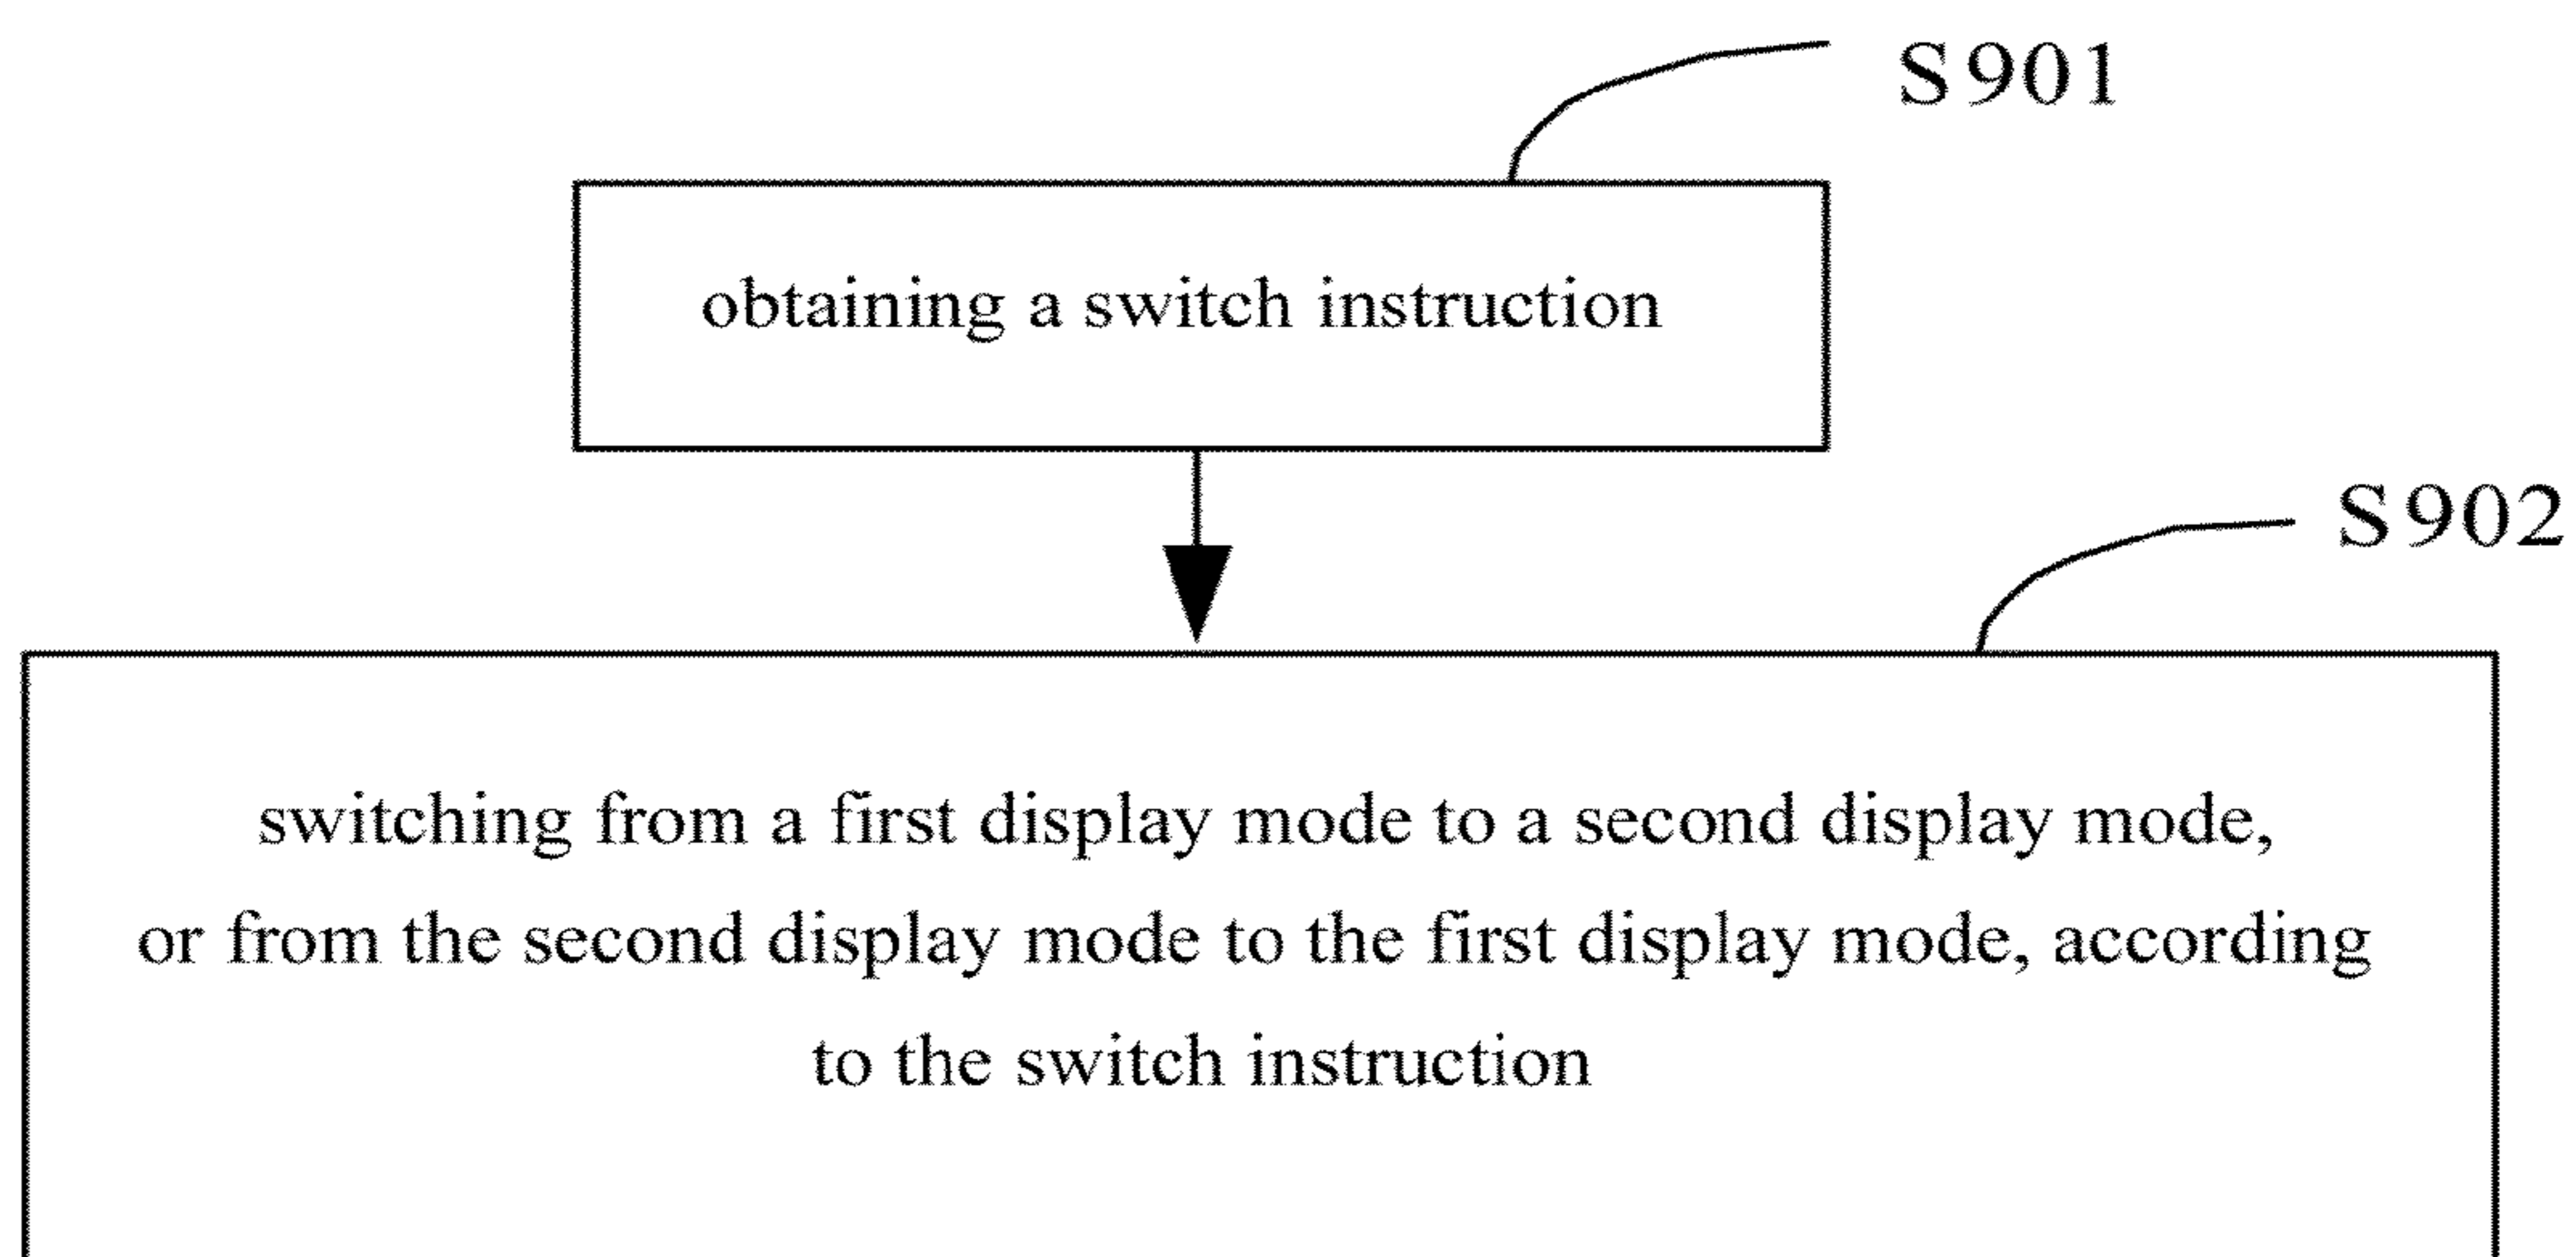 S901
obtaining a switch instruction
S902
switching from a first display mode to a second display mode,
or from the second display mode to the first display mode, according
to the switch instruction